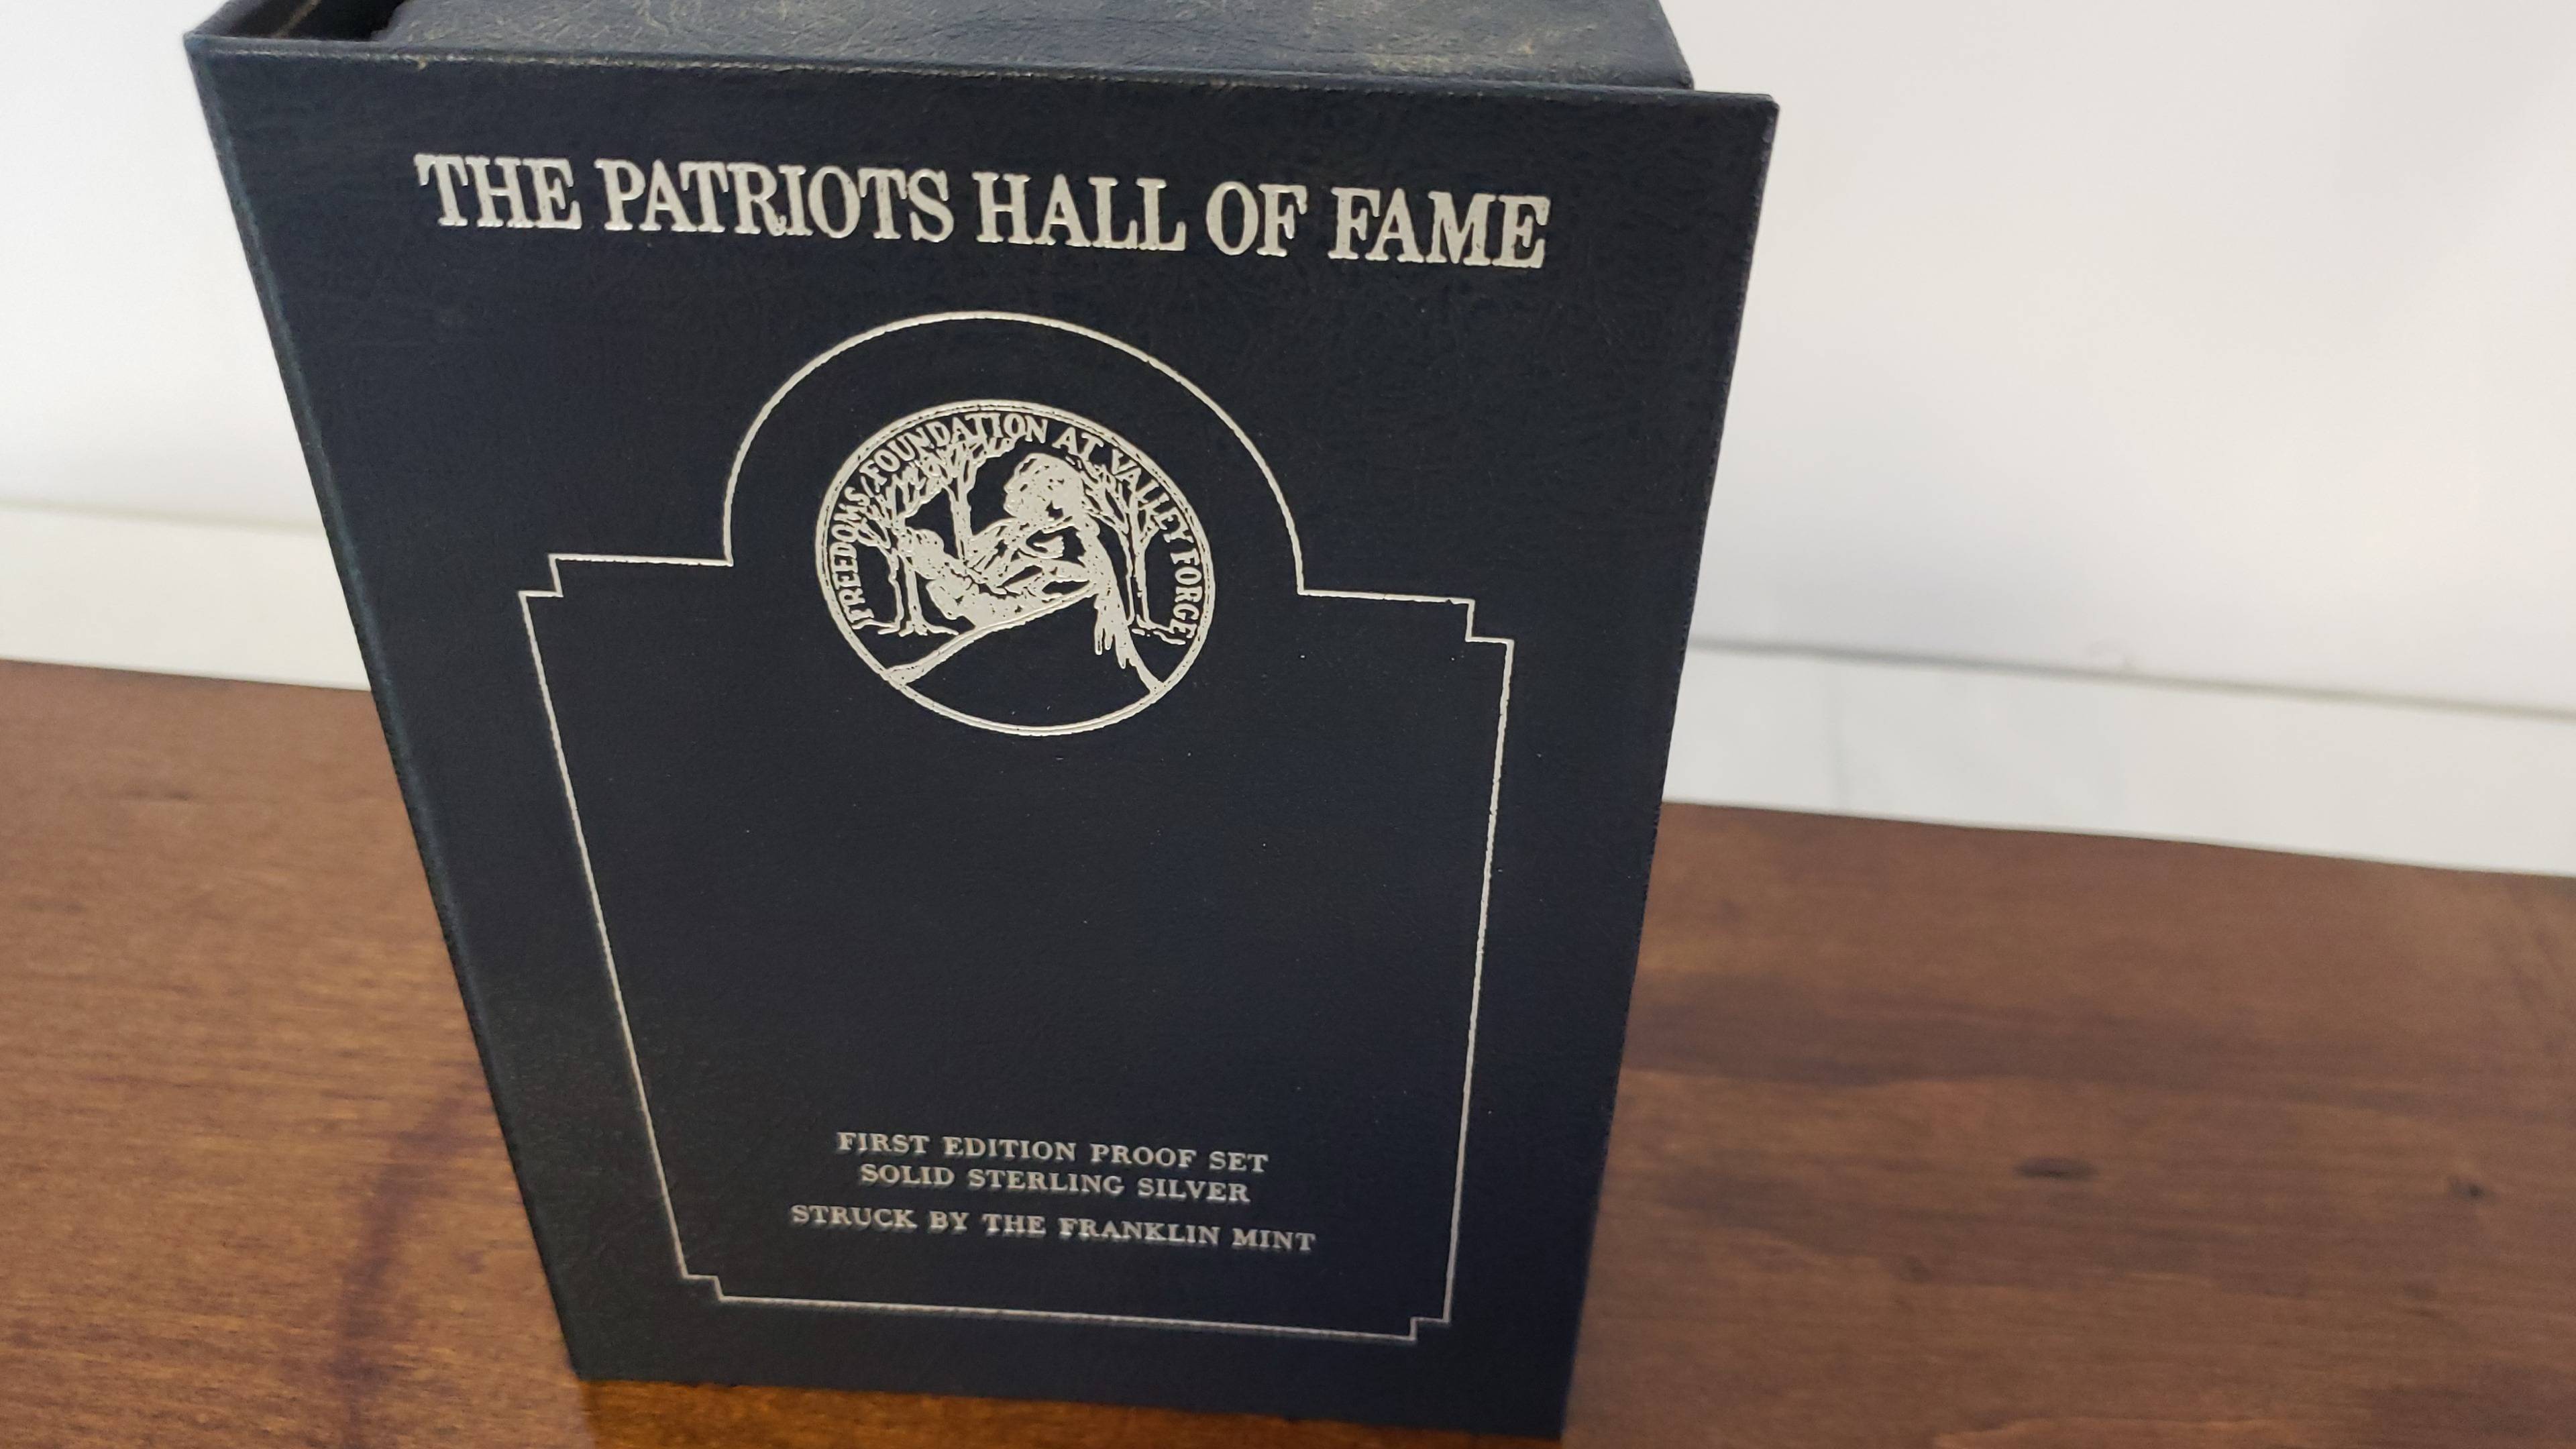 THE PATRIOTS HALL OF FAME
FREEDOMS FOUNDATION AT VALLEY FORGE
FIRST EDITION PROOF SET
SOLID STERLING SILVER
STRUCK BY THE FRANKLIN MINT